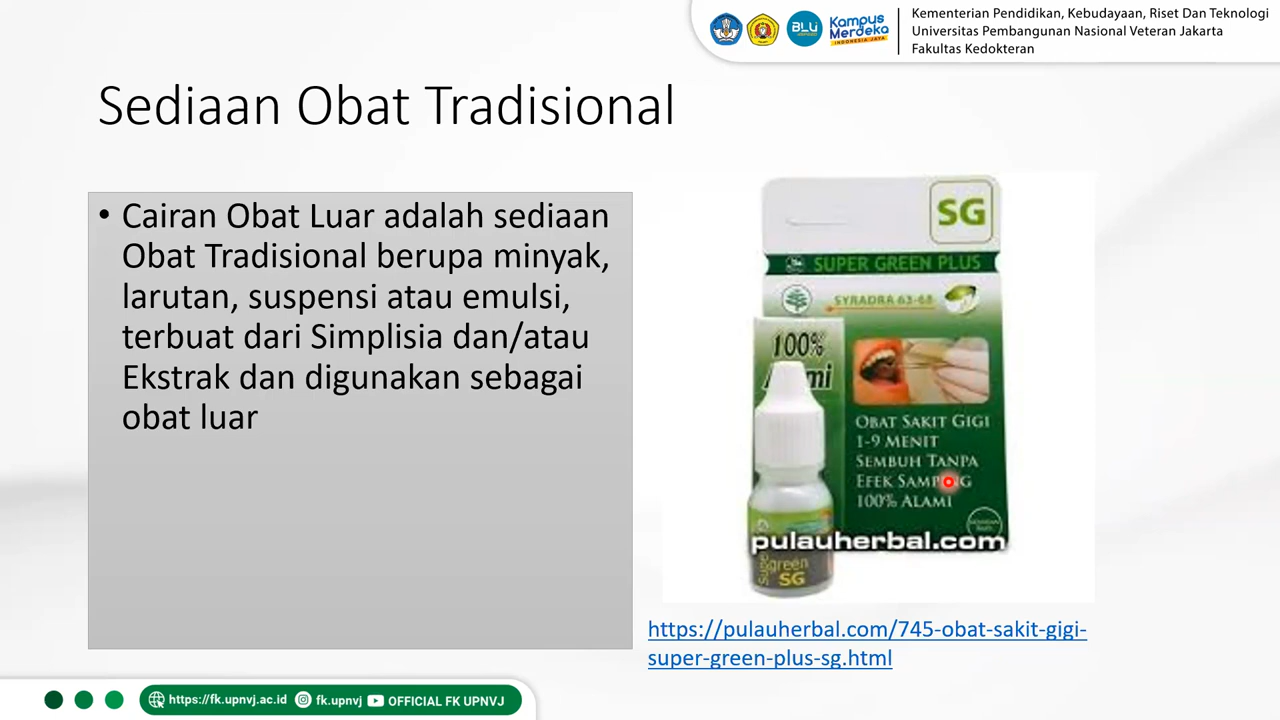 BLU
Kampus
Merdeka
INDONESIA JAYA
Kementerian Pendidikan, Kebudayaan, Riset Dan Teknologi
Universitas Pembangunan Nasional Veteran Jakarta
Fakultas Kedokteran
Sediaan Obat Tradisional
• Cairan Obat Luar adalah sediaan
Obat Tradisional berupa minyak,
larutan, suspensi atau emulsi,
terbuat dari Simplisia dan/atau
Ekstrak dan digunakan sebagai
obat luar
SG
SUPER GREEN PLUS
SYRADRA 63-68
100%
OBAT SAKIT GIGI
1-9 MENIT
SEMBUH TANPA
EFEK SAMPING
100% ALAMI
pulauherbal.com
green
SG
https://pulauherbal.com/745-obat-sakit-gigi-
super-green-plus-sg.html
https://fk.upnvj.ac.id fk.upnvj OFFICIAL FK UPNVJ